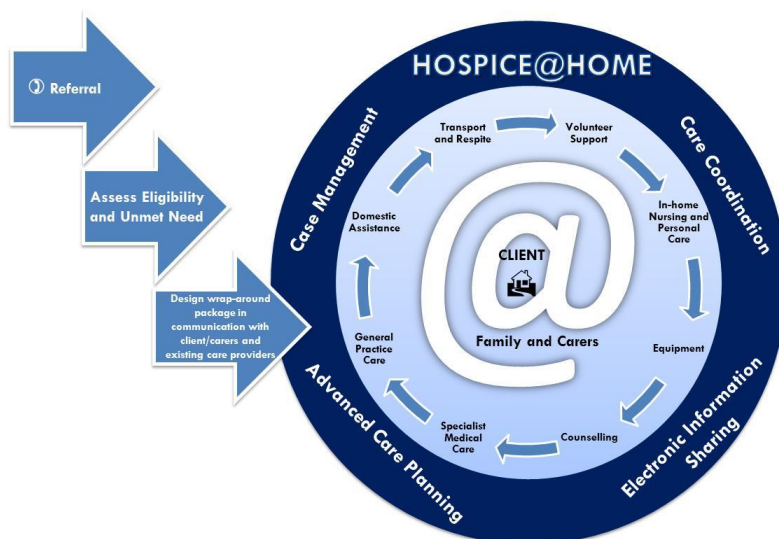 HOSPICE@HOME
Referral
Assess Eligibility
and Unmet Need
Design wrap-around
package in
communication with
client/carers and
existing care providers
Case Management
Care Coordination
Electronic Information
Sharing
Advanced Care Planning
Transport
and Respite
Volunteer
Support
In-home
Nursing and
Personal
Care
Equipment
Counselling
Specialist
Medical
Care
General
Practice
Care
Domestic
Assistance
@
CLIENT
Family and Carers